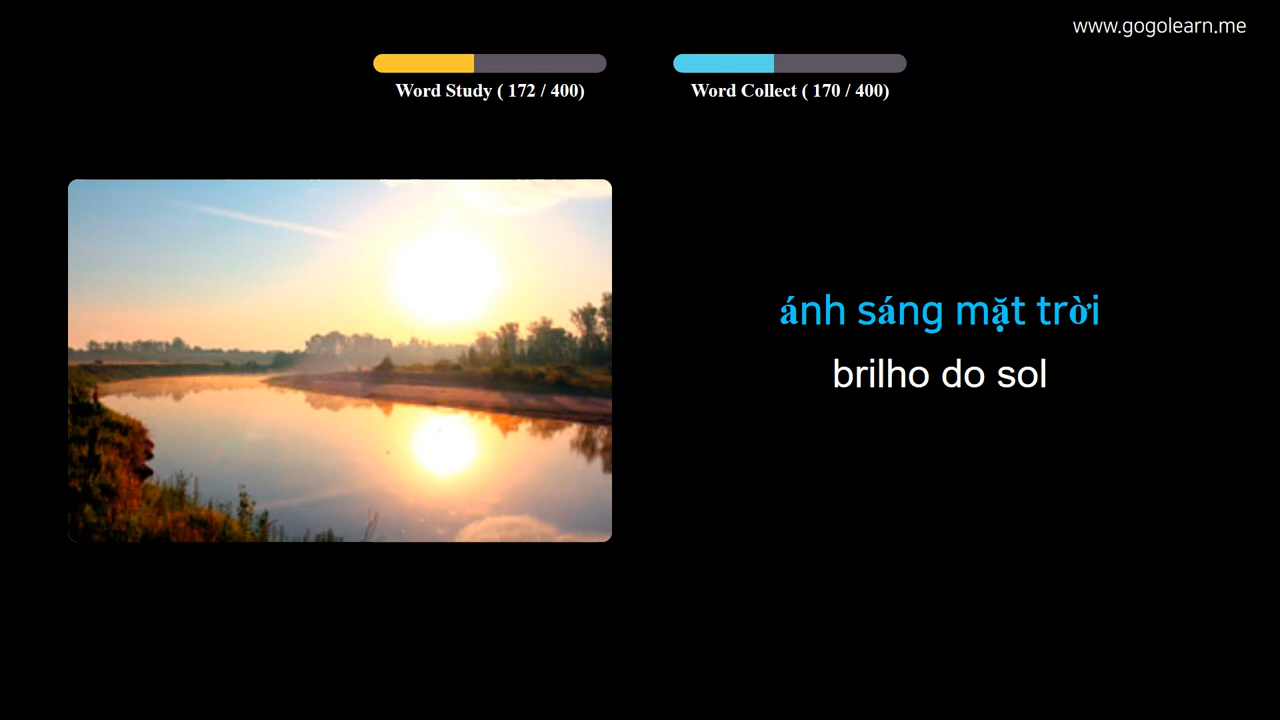 www.gogolearn.me
Word Study ( 172 / 400)
Word Collect ( 170 / 400)
ánh sáng mặt trời
brilho do sol